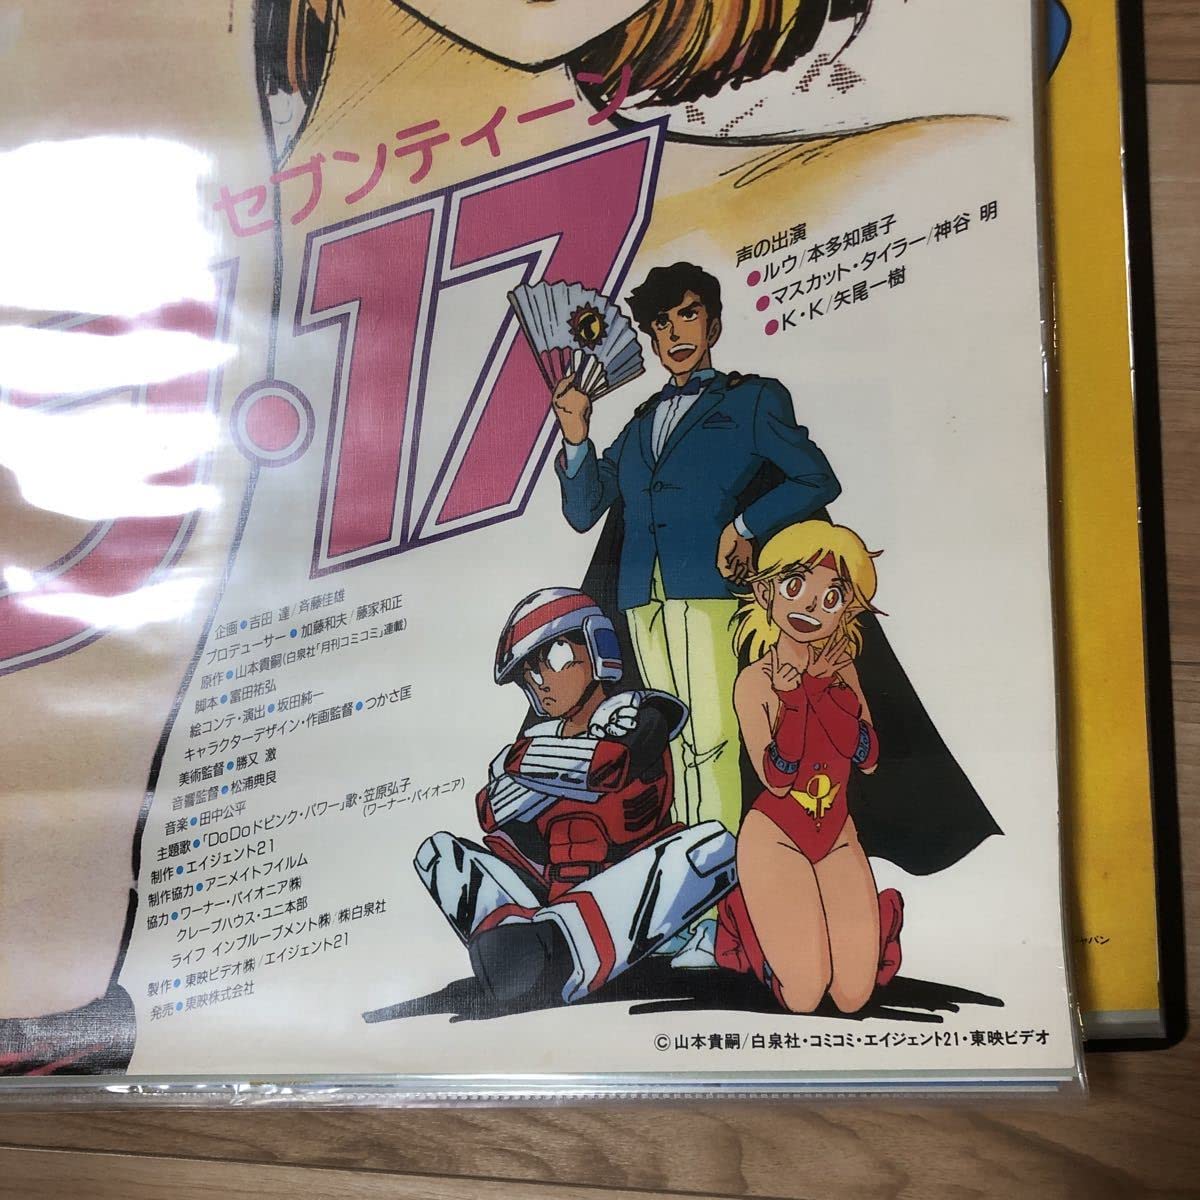 セブンティーン
・17
声の出演
●ルウ/本多知恵子
●マスカット・タイラー/神谷 明
●K・K/矢尾一樹
企画●吉田 達/斉藤佳雄
プロデューサー●加藤和夫/藤家和正
原作●山本貴嗣(白泉社「月刊コミコミ」連載)
脚本●富田祐弘
絵コンテ・演出●坂田純一
キャラクターデザイン・作画監督●つかさ匡
美術監督●勝又 激
音響監督●松浦典良
音楽●田中公平
主題歌●「DoDoドピンク・パワー」歌・笠原弘子
(ワーナー・パイオニア)
制作●エイジェント21
制作協力●アニメイトフイルム
協力●ワーナー・パイオニア㈱
クレープハウス・ユニ本部
ライフ インプルーブメント㈱/㈱白泉社
製作●東映ビデオ㈱/エイジェント21
発売●東映株式会社
©山本貴嗣/白泉社・コミコミ・エイジェント21・東映ビデオ
ャパン